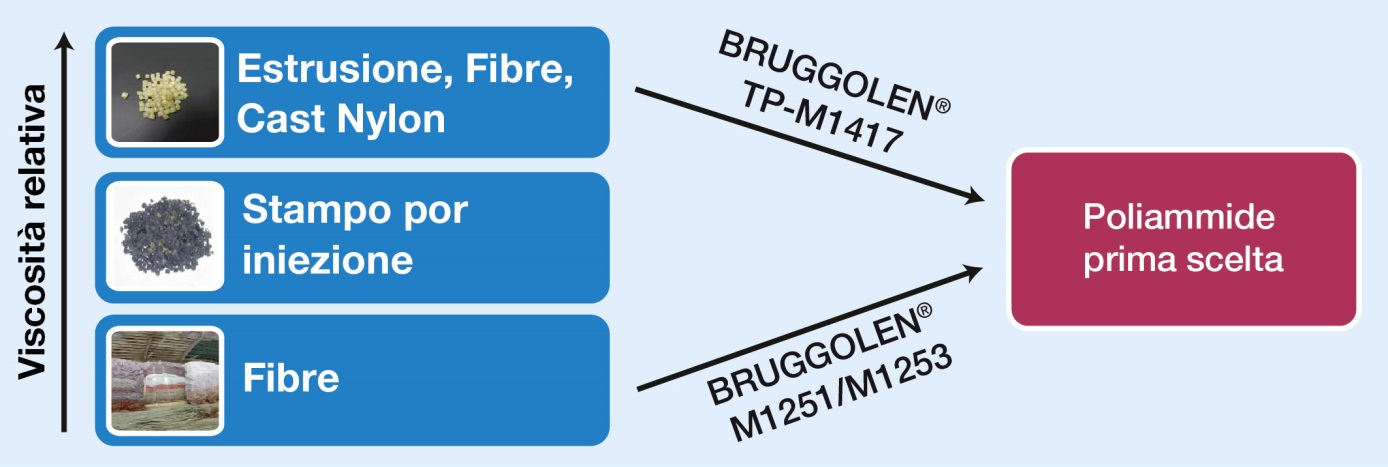 Viscosità relativa
Estrusione, Fibre,
Cast Nylon
Stampo por
iniezione
Fibre
BRUGGOLEN®
TP-M1417
BRUGGOLEN®
M1251/M1253
Poliammide
prima scelta